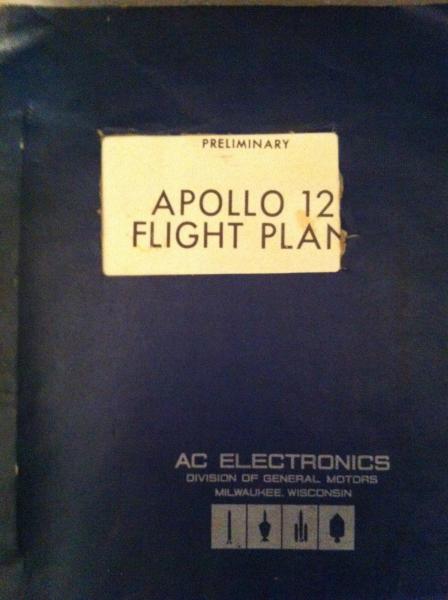 PRELIMINARY
APOLLO 12
FLIGHT PLAN
AC ELECTRONICS
DIVISION OF GENERAL MOTORS
MILWAUKEE, WISCONSIN